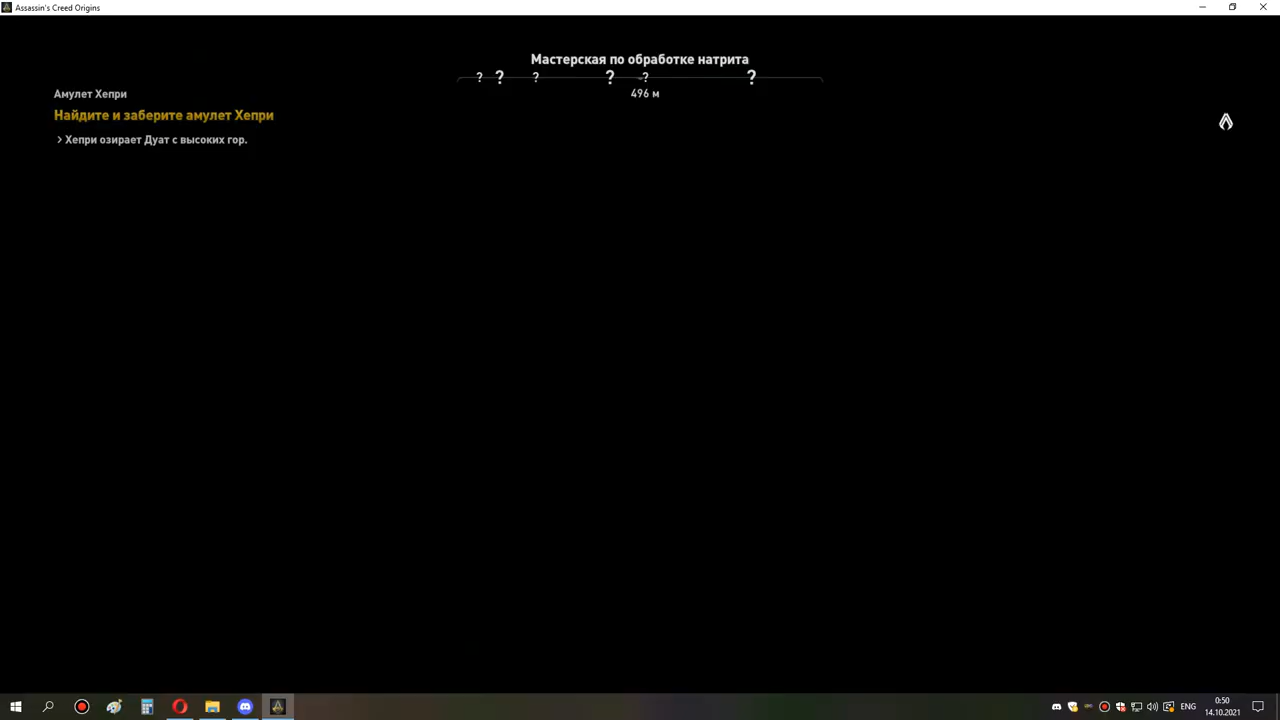 Assassin's Creed Origins
Мастерская по обработке натрита
? ? ? ? -? ?
496 м
Амулет Хепри
Найдите и заберите амулет Хепри
> Хепри озирает Дуат с высоких гор.
ENG
0:50
14.10.2021